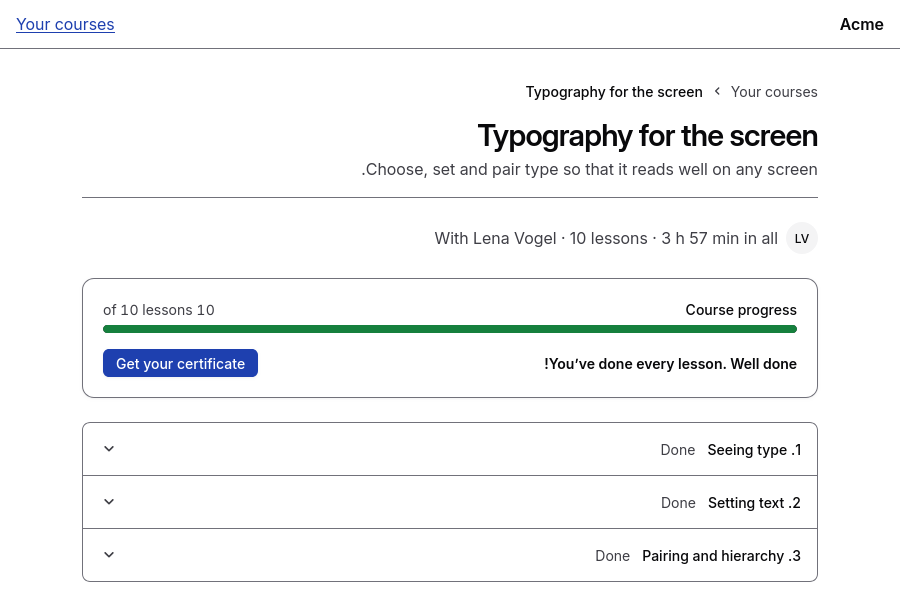 Acme
Your courses
Typography for the screen ‹ Your courses
Typography for the screen
.Choose, set and pair type so that it reads well on any screen
LV
With Lena Vogel · 10 lessons · 3 h 57 min in all
Course progress
of 10 lessons 10
!You’ve done every lesson. Well done
Get your certificate
Done Seeing type .1
Done Setting text .2
Done Pairing and hierarchy .3